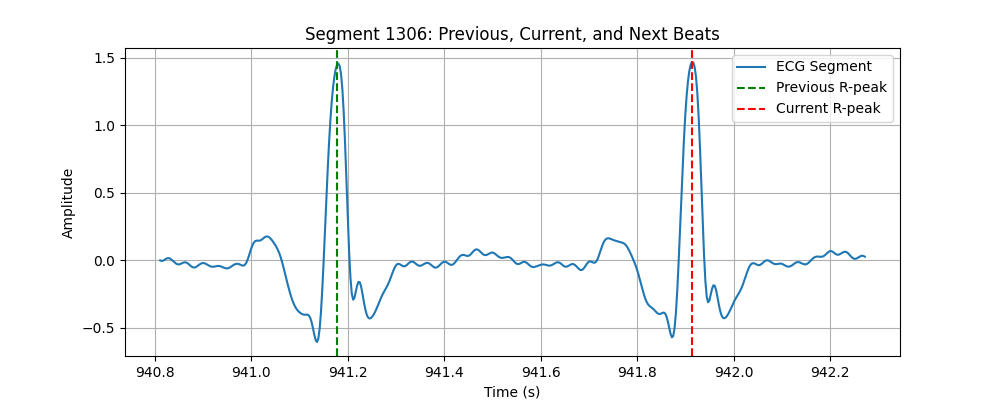 Segment 1306: Previous, Current, and Next Beats
ECG Segment
Previous R-peak
Current R-peak
Amplitude
1.5
1.0
0.5
0.0
−0.5
940.8 941.0 941.2 941.4 941.6 941.8 942.0 942.2
Time (s)